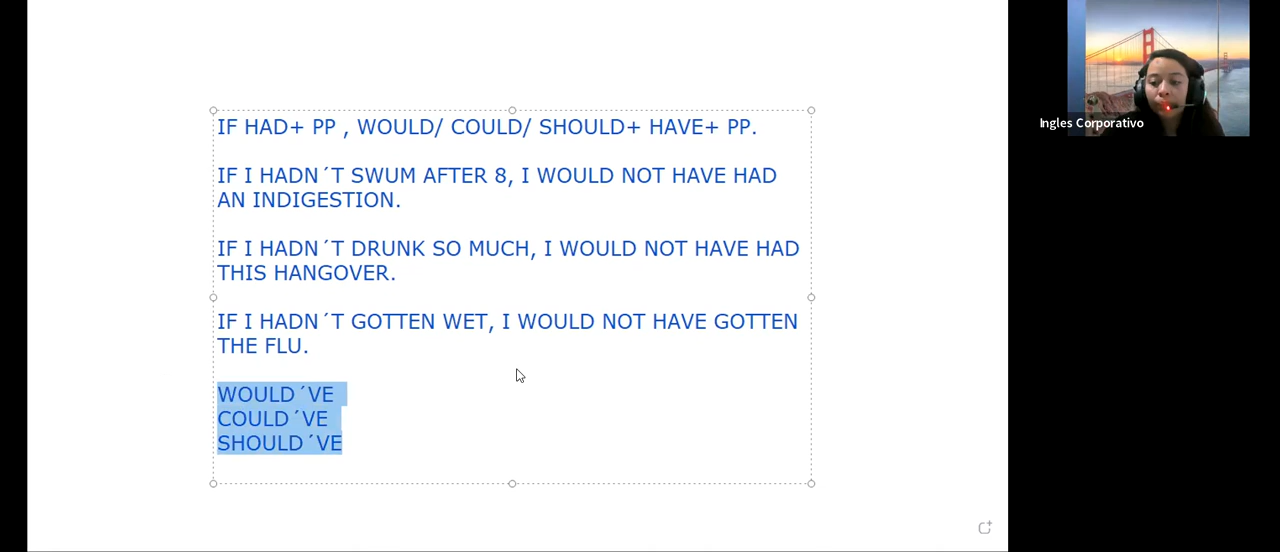 IF HAD+ PP , WOULD/ COULD/ SHOULD+ HAVE+ PP.
IF I HADN´T SWUM AFTER 8, I WOULD NOT HAVE HAD
AN INDIGESTION.
IF I HADN´T DRUNK SO MUCH, I WOULD NOT HAVE HAD
THIS HANGOVER.
IF I HADN´T GOTTEN WET, I WOULD NOT HAVE GOTTEN
THE FLU.
WOULD´VE
COULD´VE
SHOULD´VE
Ingles Corporativo